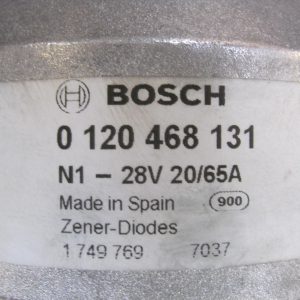 BOSCH
0 120 468 131
N1 – 28V 20/65A
Made in Spain 900
Zener-Diodes
1 749 769 7037